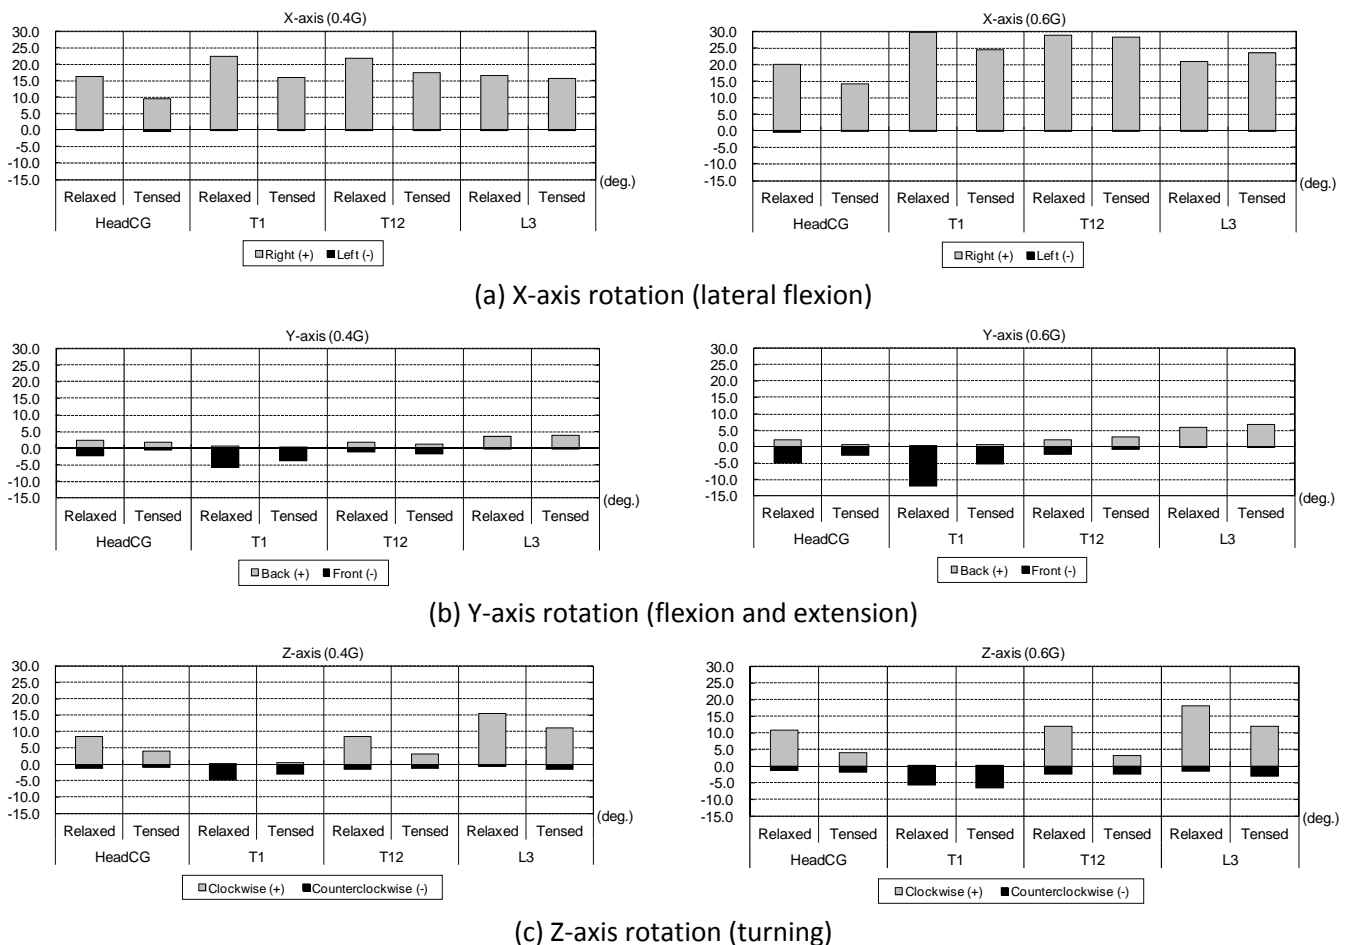 X-axis (0.4G)
30.0
25.0
20.0
15.0
10.0
5.0
0.0
-5.0
-10.0
-15.0
(deg.)
Relaxed Tensed Relaxed Tensed Relaxed Tensed Relaxed Tensed
HeadCG T1 T12 L3
Right (+) Left (-)
X-axis (0.6G)
30.0
25.0
20.0
15.0
10.0
5.0
0.0
-5.0
-10.0
-15.0
(deg.)
Relaxed Tensed Relaxed Tensed Relaxed Tensed Relaxed Tensed
HeadCG T1 T12 L3
Right (+) Left (-)
(a) X-axis rotation (lateral flexion)
Y-axis (0.4G)
30.0
25.0
20.0
15.0
10.0
5.0
0.0
-5.0
-10.0
-15.0
(deg.)
Relaxed Tensed Relaxed Tensed Relaxed Tensed Relaxed Tensed
HeadCG T1 T12 L3
Back (+) Front (-)
Y-axis (0.6G)
30.0
25.0
20.0
15.0
10.0
5.0
0.0
-5.0
-10.0
-15.0
(deg.)
Relaxed Tensed Relaxed Tensed Relaxed Tensed Relaxed Tensed
HeadCG T1 T12 L3
Back (+) Front (-)
(b) Y-axis rotation (flexion and extension)
Z-axis (0.4G)
30.0
25.0
20.0
15.0
10.0
5.0
0.0
-5.0
-10.0
-15.0
(deg.)
Relaxed Tensed Relaxed Tensed Relaxed Tensed Relaxed Tensed
HeadCG T1 T12 L3
Clockwise (+) Counterclockwise (-)
Z-axis (0.6G)
30.0
25.0
20.0
15.0
10.0
5.0
0.0
-5.0
-10.0
-15.0
(deg.)
Relaxed Tensed Relaxed Tensed Relaxed Tensed Relaxed Tensed
HeadCG T1 T12 L3
Clockwise (+) Counterclockwise (-)
(c) Z-axis rotation (turning)